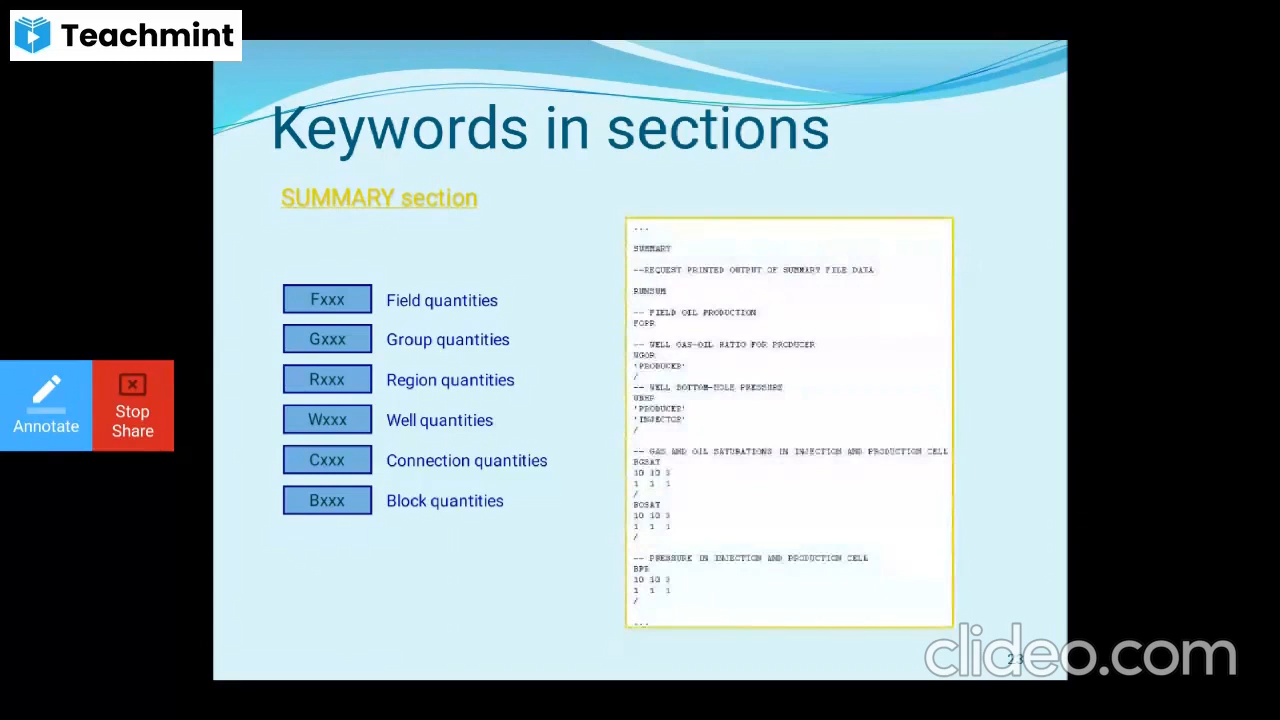 Teachmint
Keywords in sections
SUMMARY section
Fxxx Field quantities
Gxxx Group quantities
Rxxx Region quantities
Wxxx Well quantities
Cxxx Connection quantities
Bxxx Block quantities
...
SUMMARY
--REQUEST PRINTED OUTPUT OF SUMMARY FILE DATA
RUNSUM
-- FIELD OIL PRODUCTION
FOPR
-- WELL GAS-OIL RATIO FOR PRODUCER
WGOR
'PRODUCER'
/
-- WELL BOTTOM-HOLE PRESSURE
WBHP
'PRODUCER'
'INJECTOR'
/
-- GAS AND OIL SATURATIONS IN INJECTION AND PRODUCTION CELL
BGSAT
10 10 3
1 1 1
/
BOSAT
10 10 3
1 1 1
/
-- PRESSURE IN INJECTION AND PRODUCTION CELL
BPR
10 10 3
1 1 1
/
...
Annotate
Stop
Share
23
clideo.com